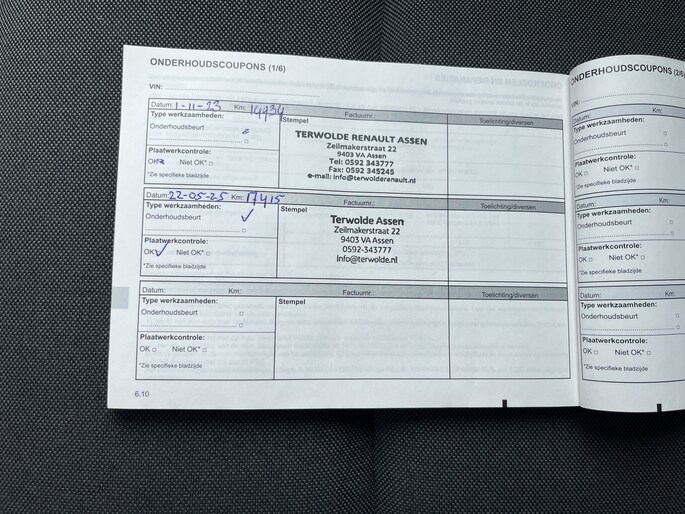 ONDERHOUDSCOUPONS (1/6)
VIN:
Datum: 1-11-23 Km: 14934 Factuurnr.: Toelichting/diversen
Type werkzaamheden:
Stempel
Onderhoudsbeurt
TERWOLDE RENAULT ASSEN
Zeilmakerstraat 22
9403 VA Assen
Tel: 0592 343777
Fax: 0592 345245
e-mail: info@terwolderenault.nl
Plaatwerkcontrole:
OK Niet OK*
*Zie specifieke bladzijde
Datum: 22-05-25 Km: 17415 Factuurnr.: Toelichting/diversen
Type werkzaamheden:
Stempel
Onderhoudsbeurt
Terwolde Assen
Zeilmakerstraat 22
9403 VA Assen
0592-343777
info@terwolde.nl
Plaatwerkcontrole:
OK Niet OK*
*Zie specifieke bladzijde
Datum: Km: Factuurnr.: Toelichting/diversen
Type werkzaamheden:
Stempel
Onderhoudsbeurt
Plaatwerkcontrole:
OK Niet OK*
*Zie specifieke bladzijde
6.10
ONDERHOUDSCOUPONS (2/6)
VIN:
Datum: Km:
Type werkzaamheden:
Onderhoudsbeurt
Plaatwerkcontrole:
OK Niet OK*
*Zie specifieke bladzijde
Datum: Km:
Type werkzaamheden:
Onderhoudsbeurt
Plaatwerkcontrole:
OK Niet OK*
*Zie specifieke bladzijde
Datum: Km:
Type werkzaamheden:
Onderhoudsbeurt
Plaatwerkcontrole:
OK Niet OK*
*Zie specifieke bladzijde